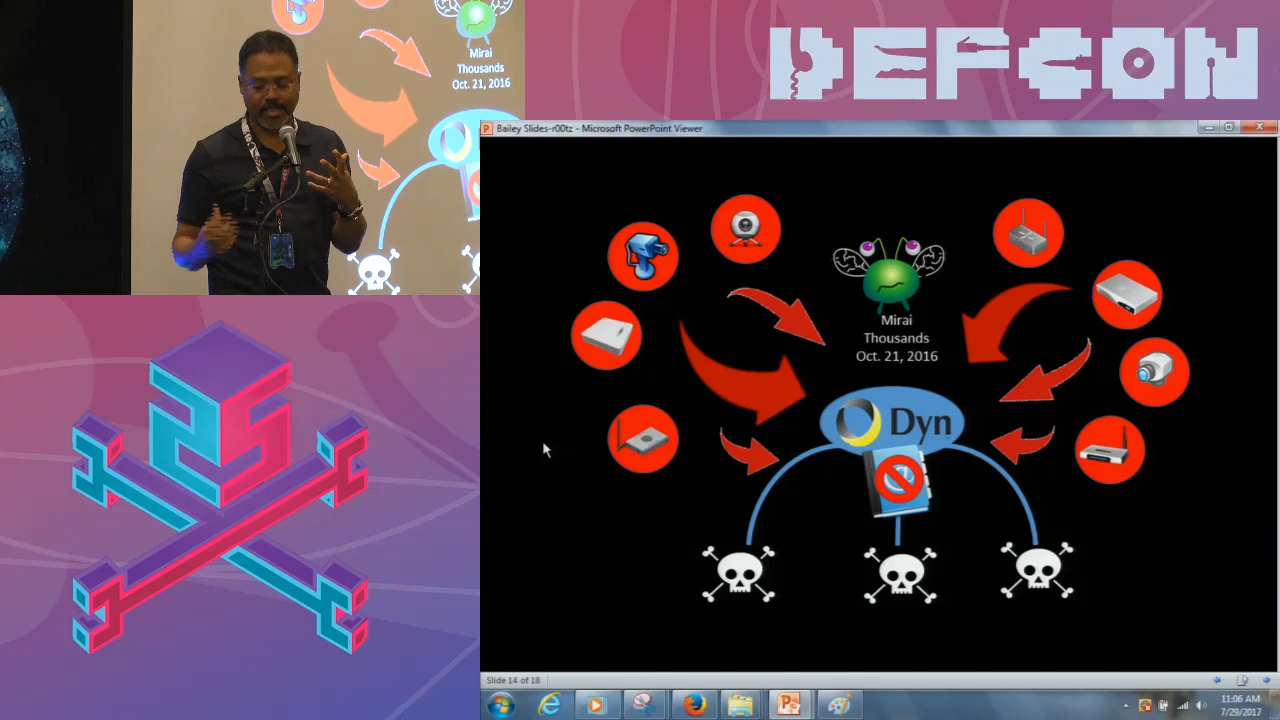 Mirai
Thousands
Oct. 21, 2016
DEFCON
Bailey Slides-r00tz - Microsoft PowerPoint Viewer
Mirai
Thousands
Oct. 21, 2016
Dyn
25
Slide 14 of 18
11:06 AM
7/29/2017